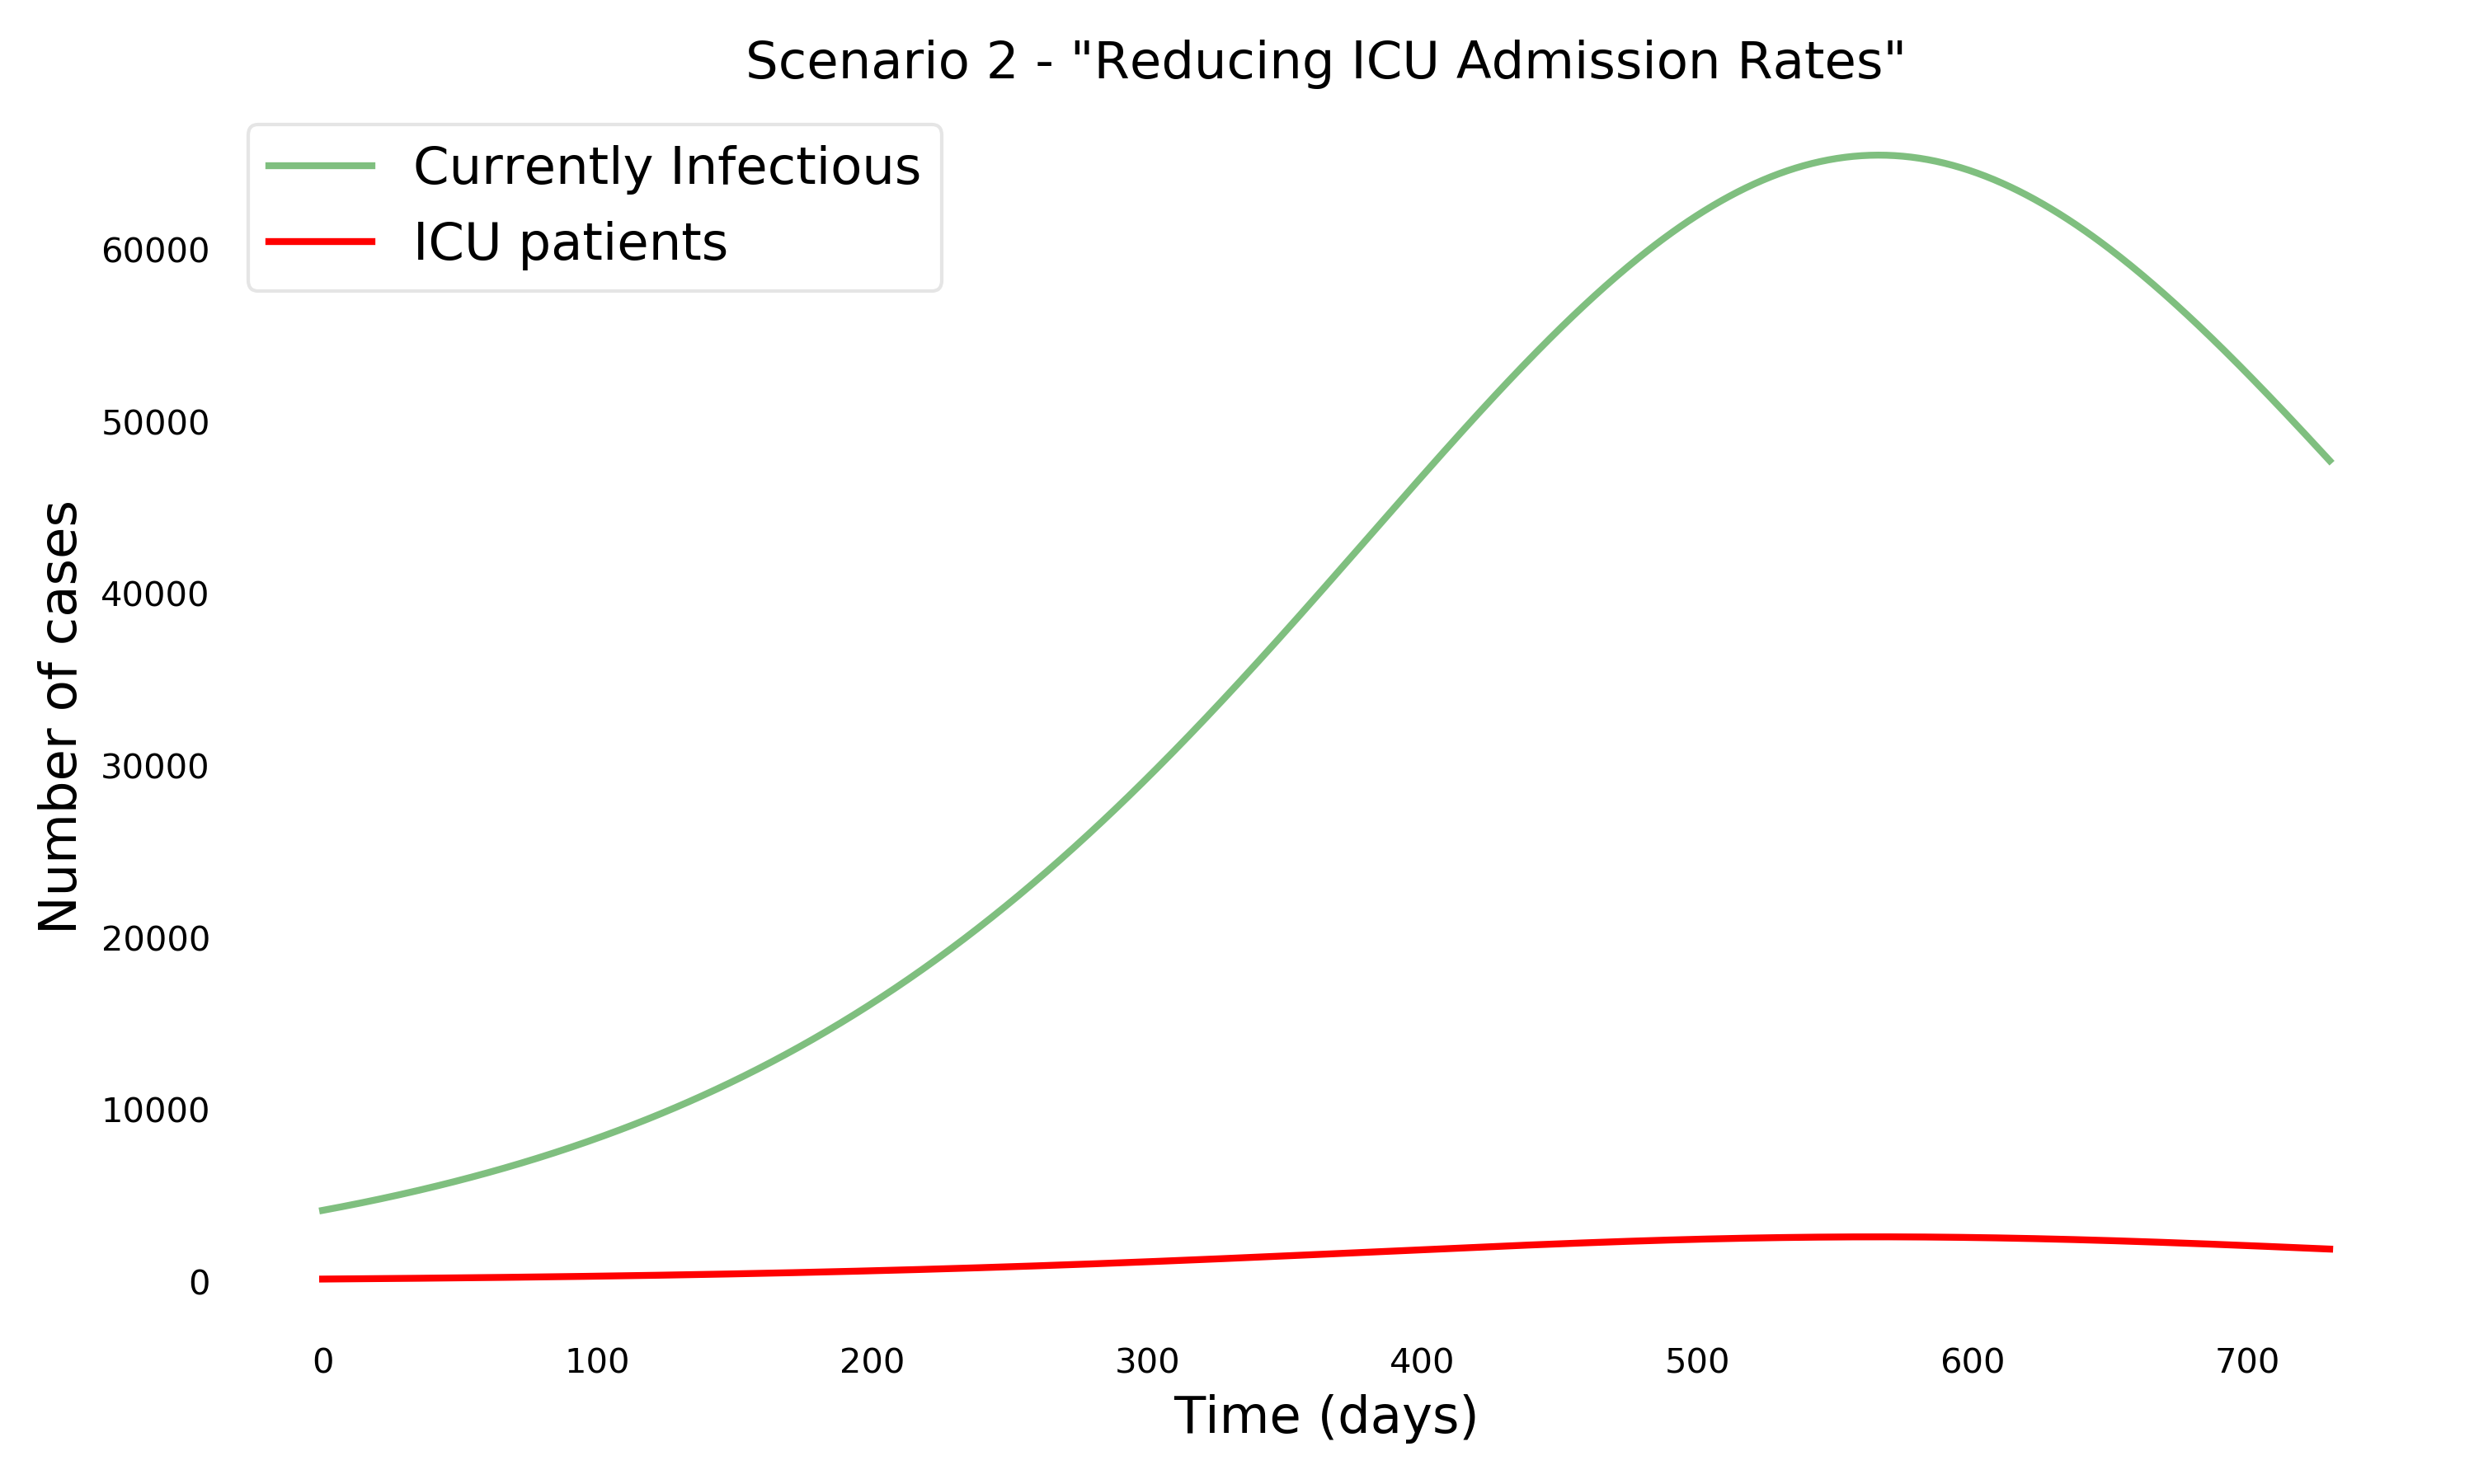 Scenario 2 - "Reducing ICU Admission Rates"
Currently Infectious
ICU patients
Number of cases
60000
50000
40000
30000
20000
10000
0
0 100 200 300 400 500 600 700
Time (days)